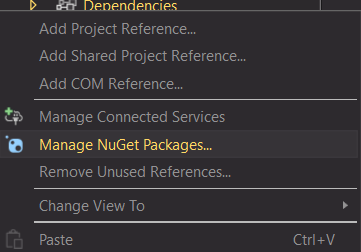 Dependencies
Add Project Reference...
Add Shared Project Reference...
Add COM Reference...
Manage Connected Services
Manage NuGet Packages...
Remove Unused References...
Change View To
Paste Ctrl+V